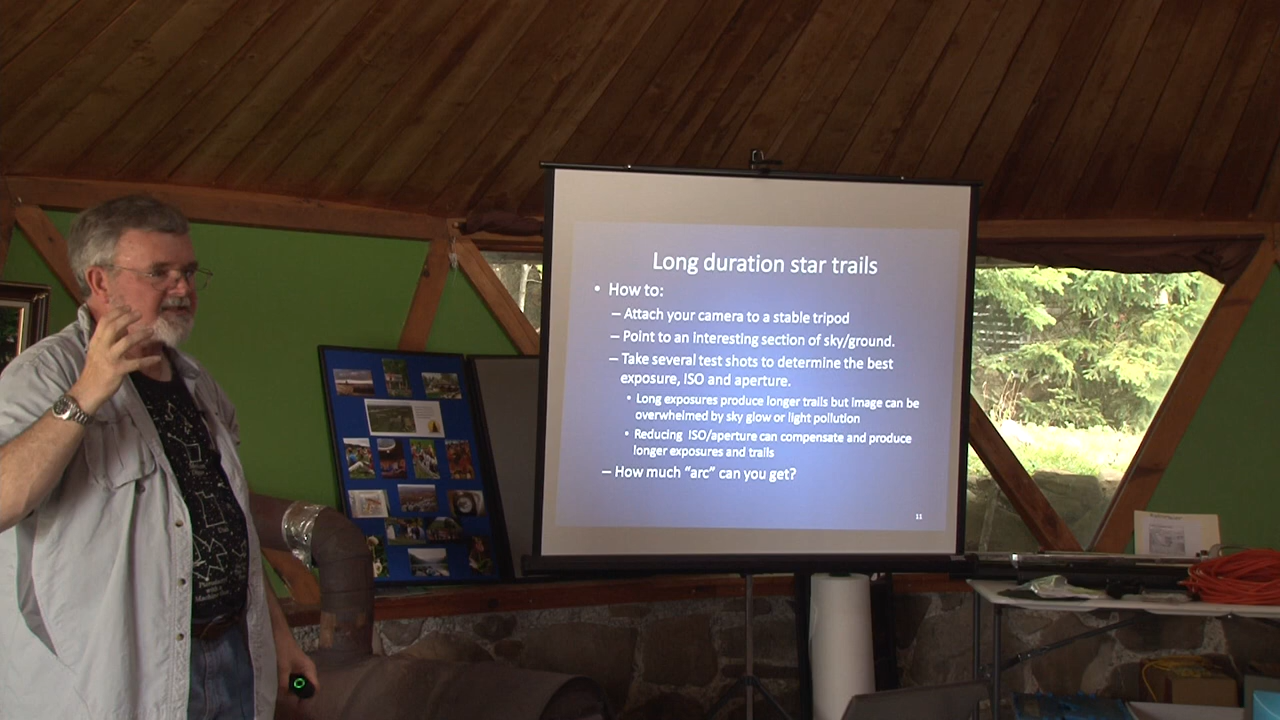 Long duration star trails
• How to:
– Attach your camera to a stable tripod
– Point to an interesting section of sky/ground.
– Take several test shots to determine the best
exposure, ISO and aperture.
• Long exposures produce longer trails but image can be
overwhelmed by sky glow or light pollution
• Reducing ISO/aperture can compensate and produce
longer exposures and trails
– How much "arc" can you get?
11